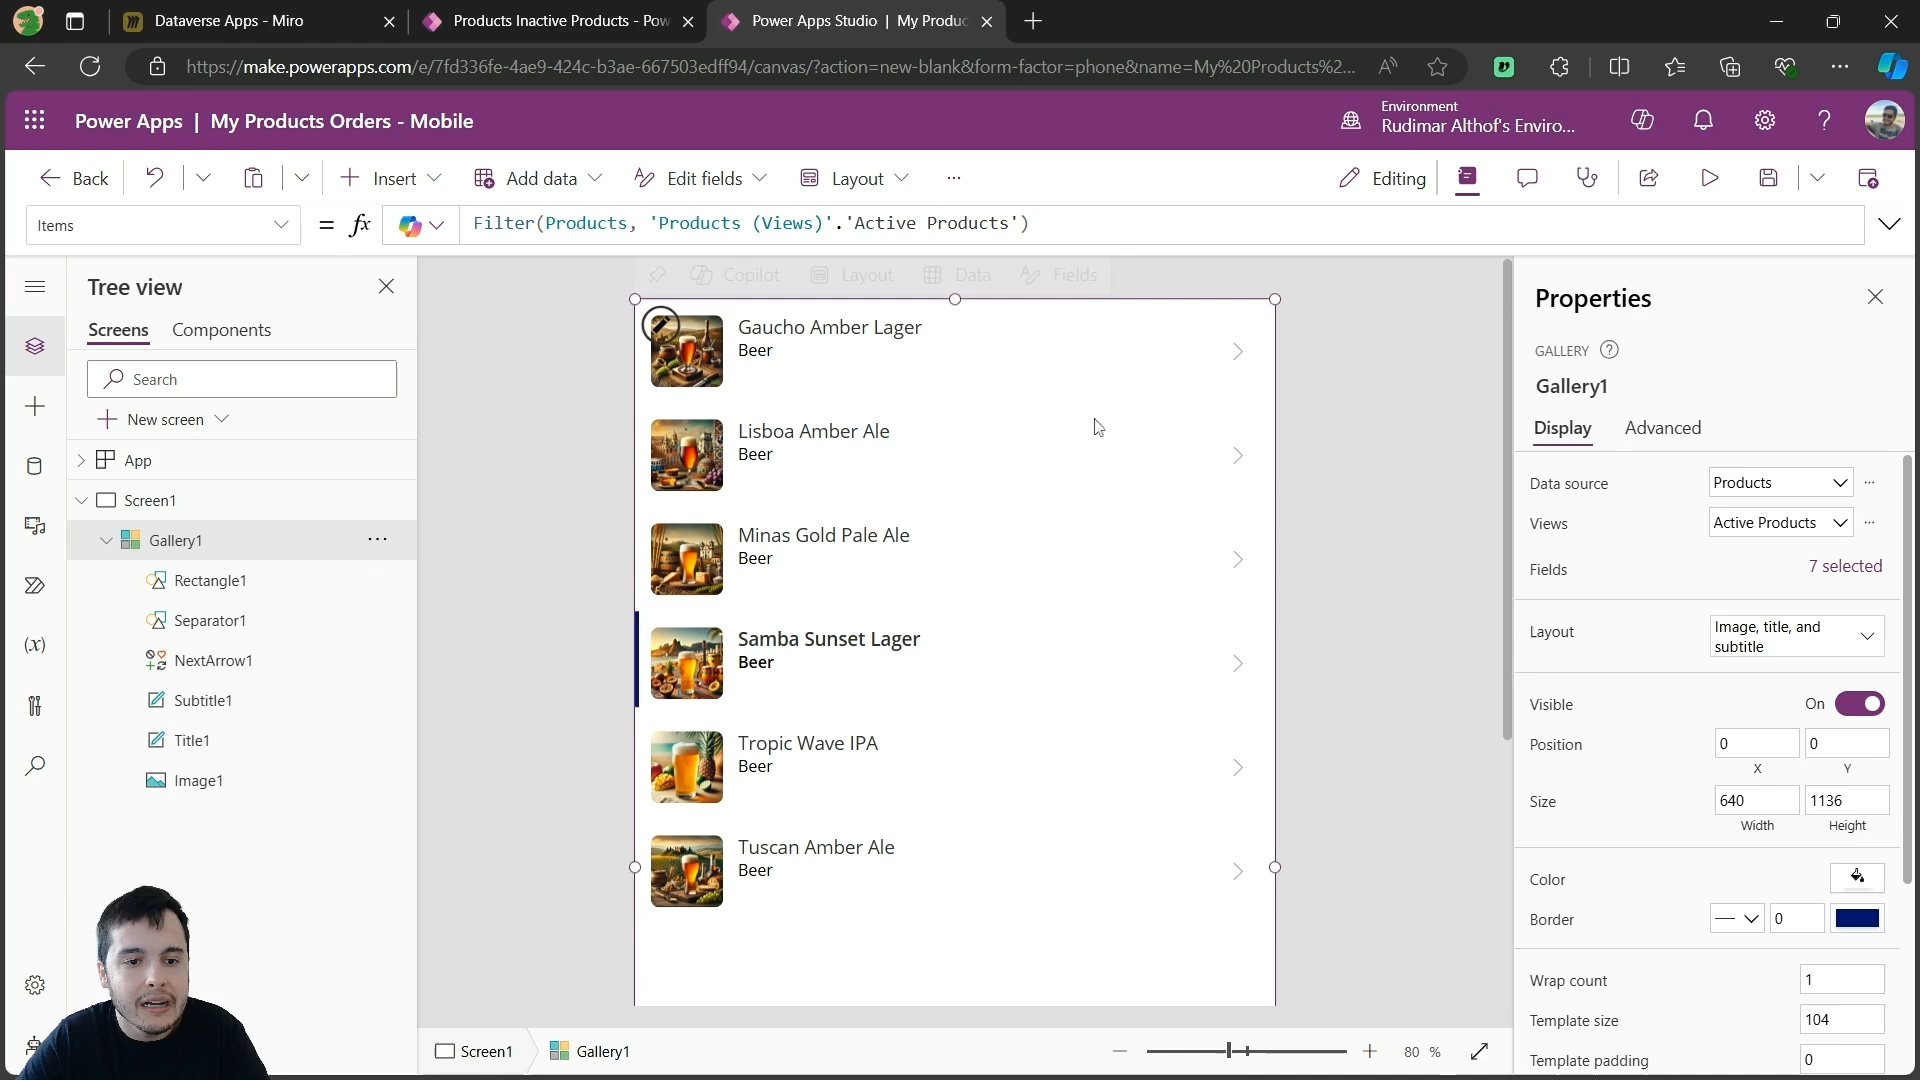 Dataverse Apps - Miro
Products Inactive Products - Pow
Power Apps Studio | My Produc
https://make.powerapps.com/e/7fd336fe-4ae9-424c-b3ae-667503edff94/canvas/?action=new-blank&form-factor=phone&name=My%20Products%2...
Power Apps | My Products Orders - Mobile
Environment
Rudimar Althof's Enviro...
Back
Insert
Add data
Edit fields
Layout
...
Editing
Items
= fx
Filter(Products, 'Products (Views)'.'Active Products')
Tree view
Screens
Components
Search
New screen
App
Screen1
Gallery1
...
Rectangle1
Separator1
NextArrow1
Subtitle1
Title1
Image1
Copilot
Layout
Data
Fields
Gaucho Amber Lager
Beer
Lisboa Amber Ale
Beer
Minas Gold Pale Ale
Beer
Samba Sunset Lager
Beer
Tropic Wave IPA
Beer
Tuscan Amber Ale
Beer
Screen1
Gallery1
80 %
Properties
GALLERY
Gallery1
Display
Advanced
Data source
Products
...
Views
Active Products
...
Fields
7 selected
Layout
Image, title, and
subtitle
Visible
On
Position
0
0
X
Y
Size
640
1136
Width
Height
Color
Border
0
Wrap count
1
Template size
104
Template padding
0